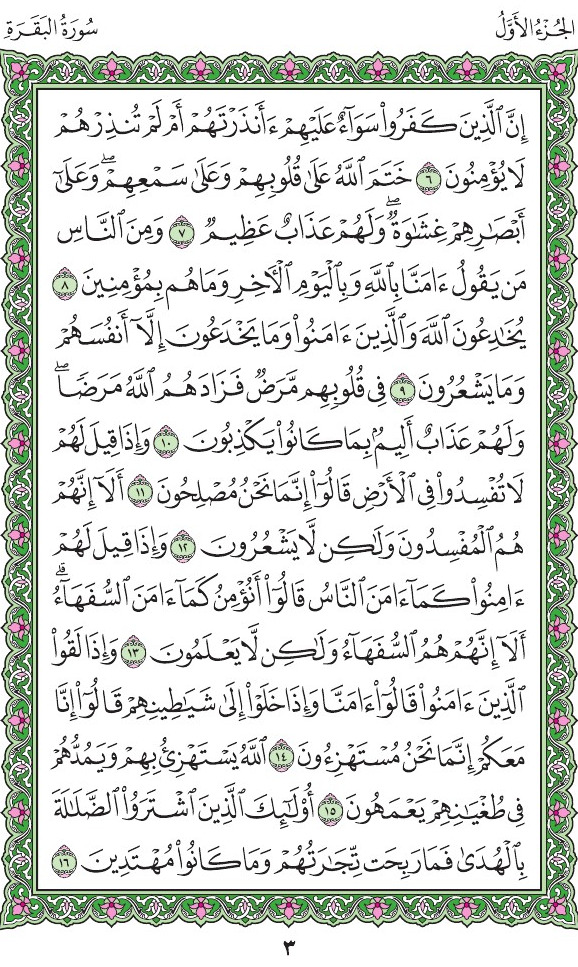 الجُزْءُ الأَوَّلُ
سُورَةُ البَقَرَةِ
إِنَّ ٱلَّذِينَ كَفَرُوا۟ سَوَآءٌ عَلَيْهِمْ ءَأَنذَرْتَهُمْ أَمْ لَمْ تُنذِرْهُمْ
لَا يُؤْمِنُونَ ٦ خَتَمَ ٱللَّهُ عَلَىٰ قُلُوبِهِمْ وَعَلَىٰ سَمْعِهِمْ ۖ وَعَلَىٰٓ
أَبْصَٰرِهِمْ غِشَٰوَةٌ ۖ وَلَهُمْ عَذَابٌ عَظِيمٌ ٧ وَمِنَ ٱلنَّاسِ
مَن يَقُولُ ءَامَنَّا بِٱللَّهِ وَبِٱلْيَوْمِ ٱلْءَاخِرِ وَمَا هُم بِمُؤْمِنِينَ ٨
يُخَٰدِعُونَ ٱللَّهَ وَٱلَّذِينَ ءَامَنُوا۟ وَمَا يَخْدَعُونَ إِلَّآ أَنفُسَهُمْ
وَمَا يَشْعُرُونَ ٩ فِى قُلُوبِهِم مَّرَضٌ فَزَادَهُمُ ٱللَّهُ مَرَضًا ۖ
وَلَهُمْ عَذَابٌ أَلِيمٌۢ بِمَا كَانُوا۟ يَكْذِبُونَ ١٠ وَإِذَا قِيلَ لَهُمْ
لَا تُفْسِدُوا۟ فِى ٱلْأَرْضِ قَالُوٓا۟ إِنَّمَا نَحْنُ مُصْلِحُونَ ١١ أَلَآ إِنَّهُمْ
هُمُ ٱلْمُفْسِدُونَ وَلَٰكِن لَّا يَشْعُرُونَ ١٢ وَإِذَا قِيلَ لَهُمْ
ءَامِنُوا۟ كَمَآ ءَامَنَ ٱلنَّاسُ قَالُوٓا۟ أَنُؤْمِنُ كَمَآ ءَامَنَ ٱلسُّفَهَآءُ ۗ
أَلَآ إِنَّهُمْ هُمُ ٱلسُّفَهَآءُ وَلَٰكِن لَّا يَعْلَمُونَ ١٣ وَإِذَا لَقُوا۟
ٱلَّذِينَ ءَامَنُوا۟ قَالُوٓا۟ ءَامَنَّا وَإِذَا خَلَوْا۟ إِلَىٰ شَيَٰطِينِهِمْ قَالُوٓا۟ إِنَّا
مَعَكُمْ إِنَّمَا نَحْنُ مُسْتَهْزِءُونَ ١٤ ٱللَّهُ يَسْتَهْزِئُ بِهِمْ وَيَمُدُّهُمْ
فِى طُغْيَٰنِهِمْ يَعْمَهُونَ ١٥ أُو۟لَٰٓئِكَ ٱلَّذِينَ ٱشْتَرَوُا۟ ٱلضَّلَٰلَةَ
بِٱلْهُدَىٰ فَمَا رَبِحَت تِّجَٰرَتُهُمْ وَمَا كَانُوا۟ مُهْتَدِينَ ١٦
٣